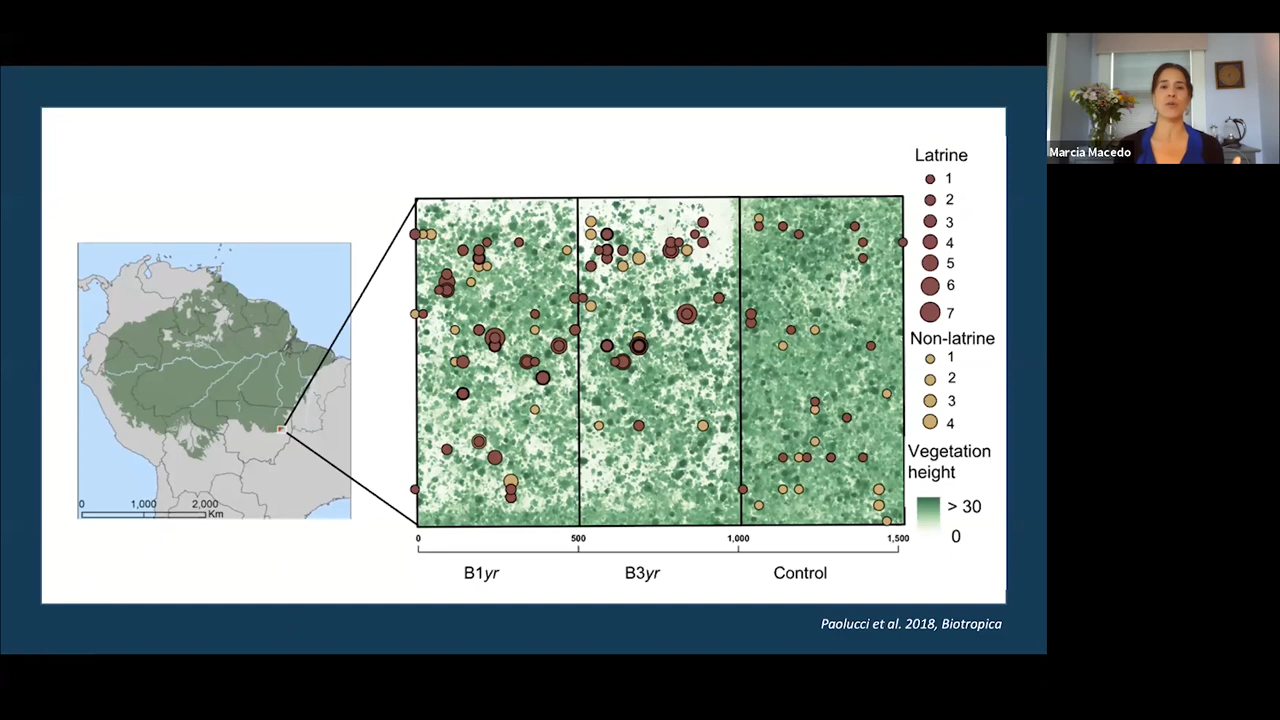 Marcia Macedo
Latrine
1
2
3
4
5
6
7
Non-latrine
1
2
3
4
Vegetation
height
> 30
0
0 1,000 2,000
Km
0 500 1,000 1,500
B1yr B3yr Control
Paolucci et al. 2018, Biotropica